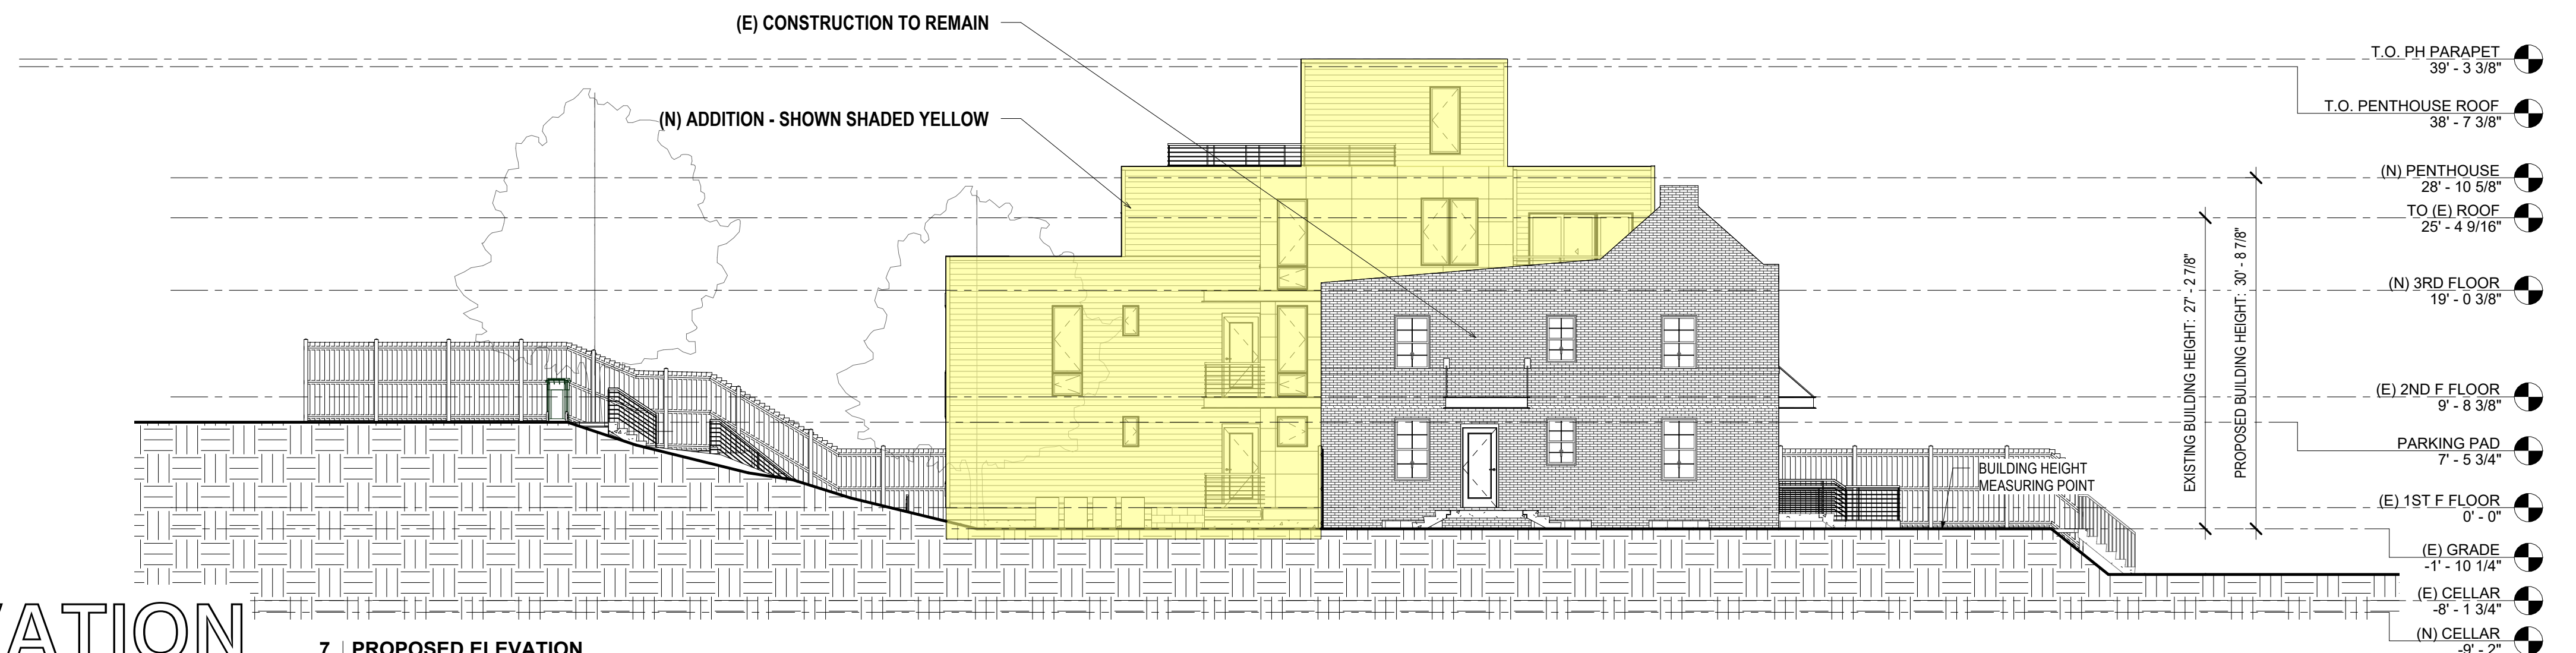 (E) CONSTRUCTION TO REMAIN
(N) ADDITION - SHOWN SHADED YELLOW
T.O. PH PARAPET
39' - 3 3/8"
T.O. PENTHOUSE ROOF
38' - 7 3/8"
(N) PENTHOUSE
28' - 10 5/8"
TO (E) ROOF
25' - 4 9/16"
(N) 3RD FLOOR
19' - 0 3/8"
(E) 2ND F FLOOR
9' - 8 3/8"
PARKING PAD
7' - 5 3/4"
(E) 1ST F FLOOR
0' - 0"
(E) GRADE
-1' - 10 1/4"
(E) CELLAR
-8' - 1 3/4"
(N) CELLAR
-9' - 2"
EXISTING BUILDING HEIGHT: 27' - 2 7/8"
PROPOSED BUILDING HEIGHT: 30' - 8 7/8"
BUILDING HEIGHT
MEASURING POINT
VATION
7 PROPOSED ELEVATION